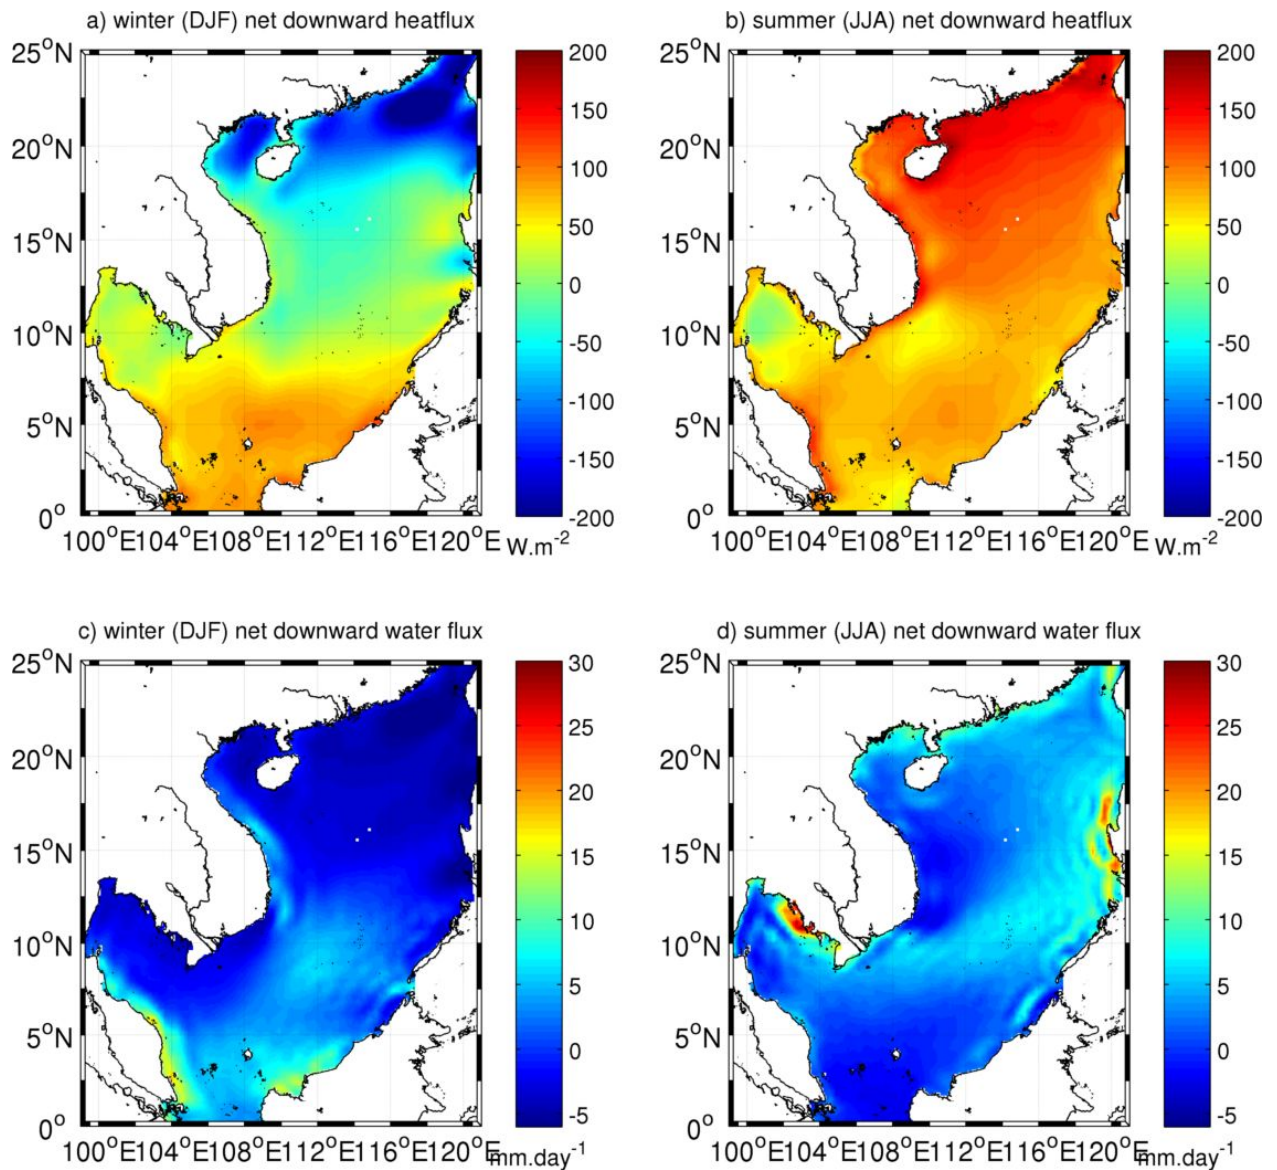 a) winter (DJF) net downward heatflux
25°N
20°N
15°N
10°N
5°N
0°
100°E104°E108°E112°E116°E120°E
200
150
100
50
0
-50
-100
-150
-200
W.m-2
b) summer (JJA) net downward heatflux
25°N
20°N
15°N
10°N
5°N
0°
100°E104°E108°E112°E116°E120°E
200
150
100
50
0
-50
-100
-150
-200
W.m-2
c) winter (DJF) net downward water flux
25°N
20°N
15°N
10°N
5°N
0°
100°E104°E108°E112°E116°E120°E
30
25
20
15
10
5
0
-5
mm.day-1
d) summer (JJA) net downward water flux
25°N
20°N
15°N
10°N
5°N
0°
100°E104°E108°E112°E116°E120°E
30
25
20
15
10
5
0
-5
mm.day-1